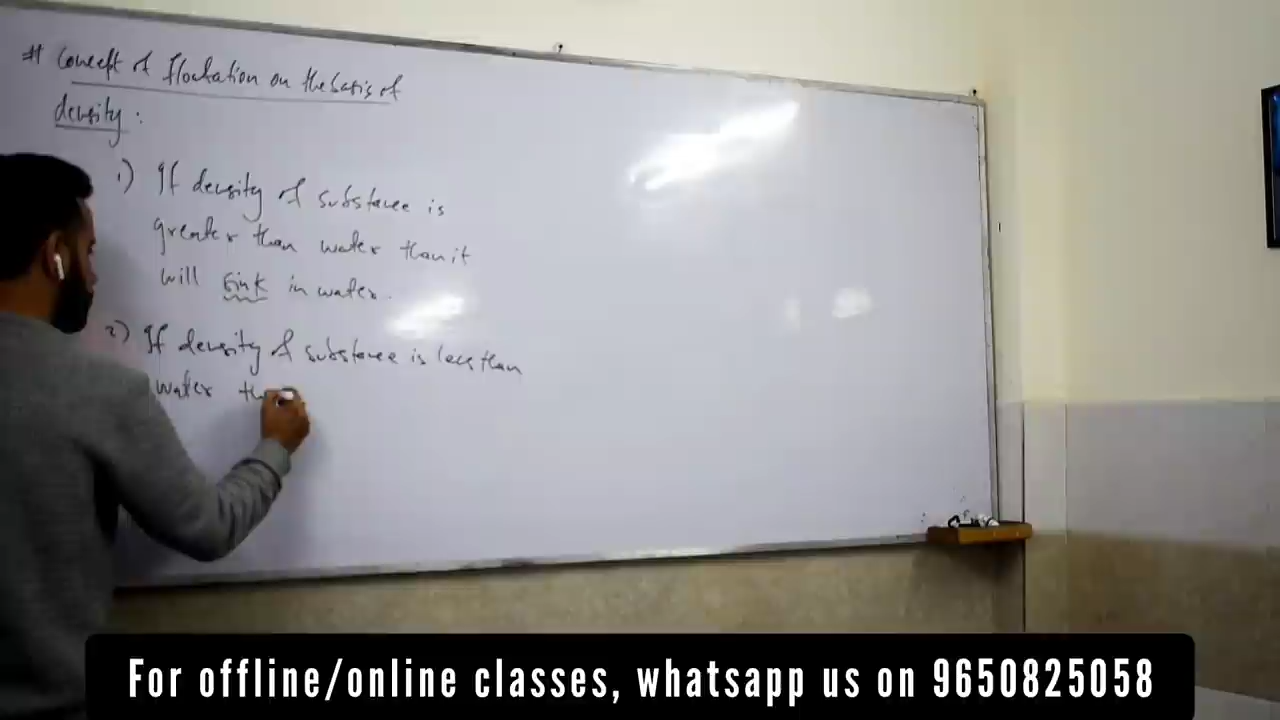 # Concept of floatation on the basis of
density :
1) If density of substance is
greater than water than it
will sink in water.
2) If density of substance is less than
water th
For offline/online classes, whatsapp us on 9650825058